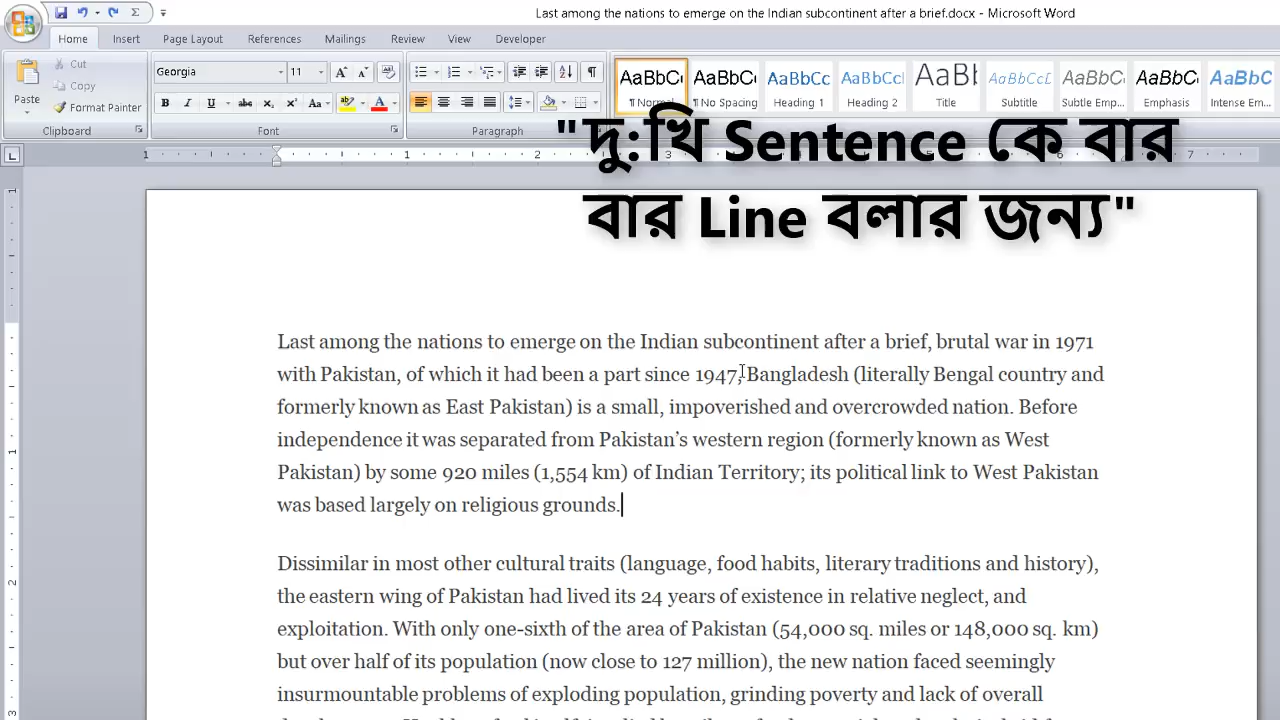 Last among the nations to emerge on the Indian subcontinent after a brief.docx - Microsoft Word
Home Insert Page Layout References Mailings Review View Developer
Paste
Cut
Copy
Format Painter
Clipboard
Georgia 11
Font
Paragraph
AaBbCc AaBbCc AaBbCc AaBbCc AaBb AaBbCcD AaBbCc AaBbCc AaBbCc
¶ Normal ¶ No Spacing Heading 1 Heading 2 Title Subtitle Subtle Emp... Emphasis Intense Em...
"দু:খি Sentence কে বার
বার Line বলার জন্য"
Last among the nations to emerge on the Indian subcontinent after a brief, brutal war in 1971
with Pakistan, of which it had been a part since 1947, Bangladesh (literally Bengal country and
formerly known as East Pakistan) is a small, impoverished and overcrowded nation. Before
independence it was separated from Pakistan’s western region (formerly known as West
Pakistan) by some 920 miles (1,554 km) of Indian Territory; its political link to West Pakistan
was based largely on religious grounds.
Dissimilar in most other cultural traits (language, food habits, literary traditions and history),
the eastern wing of Pakistan had lived its 24 years of existence in relative neglect, and
exploitation. With only one-sixth of the area of Pakistan (54,000 sq. miles or 148,000 sq. km)
but over half of its population (now close to 127 million), the new nation faced seemingly
insurmountable problems of exploding population, grinding poverty and lack of overall